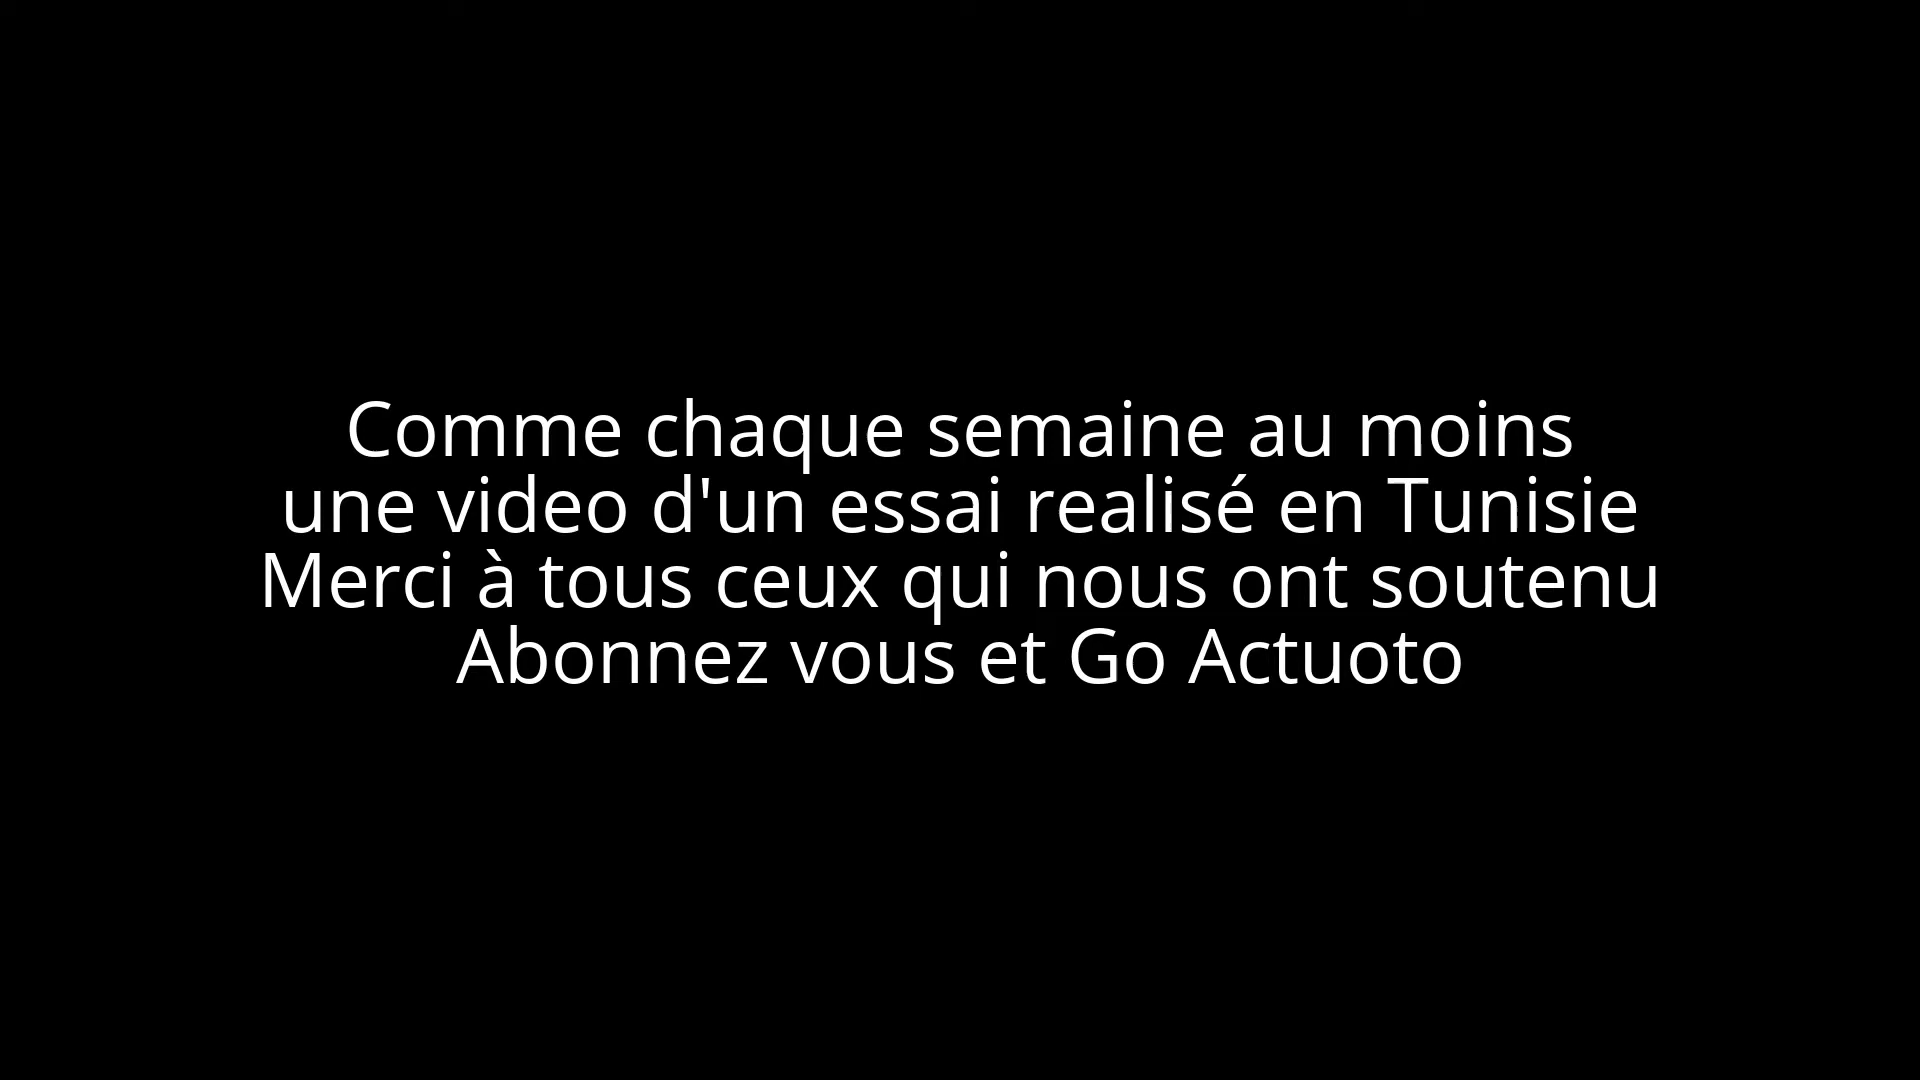 Comme chaque semaine au moins
une video d'un essai realisé en Tunisie
Merci à tous ceux qui nous ont soutenu
Abonnez vous et Go Actuoto